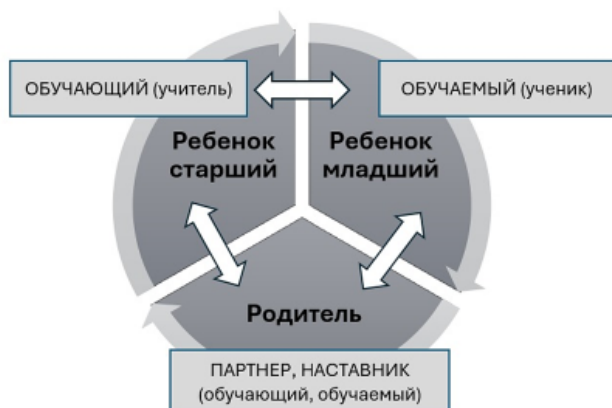 ОБУЧАЮЩИЙ (учитель)
ОБУЧАЕМЫЙ (ученик)
Ребенок
старший
Ребенок
младший
Родитель
ПАРТНЕР, НАСТАВНИК
(обучающий, обучаемый)